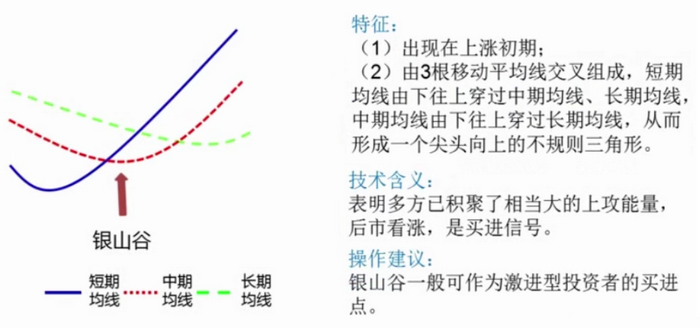 特征：
（1）出现在上涨初期；
（2）由3根移动平均线交叉组成，短期
均线由下往上穿过中期均线、长期均线，
中期均线由下往上穿过长期均线，从而
形成一个尖头向上的不规则三角形。
技术含义：
表明多方已积聚了相当大的上攻能量，
后市看涨，是买进信号。
操作建议：
银山谷一般可作为激进型投资者的买进
点。
银山谷
短期
均线
中期
均线
长期
均线